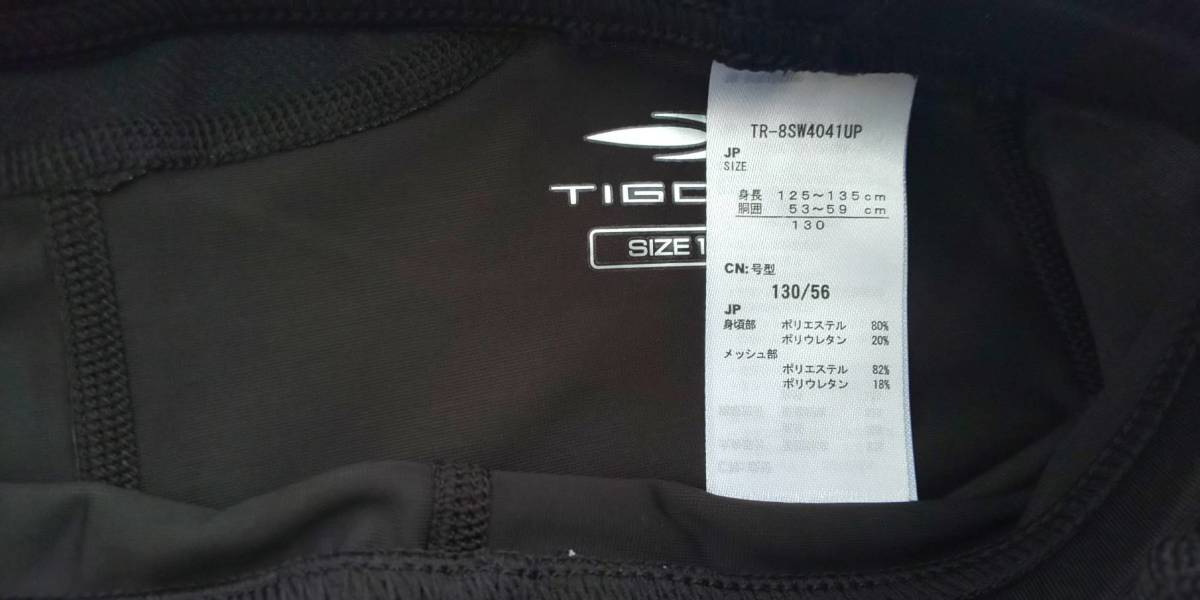 TIGO
SIZE 1
TR-8SW4041UP
JP
SIZE
身長 125～135cm
胴囲 53～59 cm
130
CN:号型
130/56
JP
身頃部 ポリエステル 80%
ポリウレタン 20%
メッシュ部
ポリエステル 82%
ポリウレタン 18%